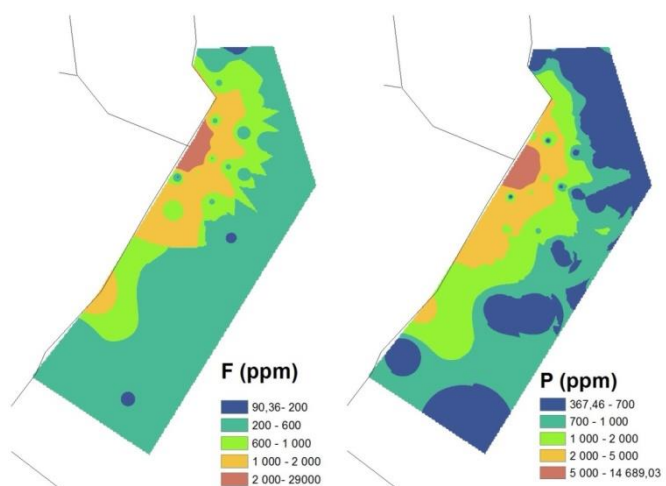 F (ppm)
90,36- 200
200 - 600
600 - 1 000
1 000 - 2 000
2 000- 29000
P (ppm)
367,46 - 700
700 - 1 000
1 000 - 2 000
2 000 - 5 000
5 000 - 14 689,03